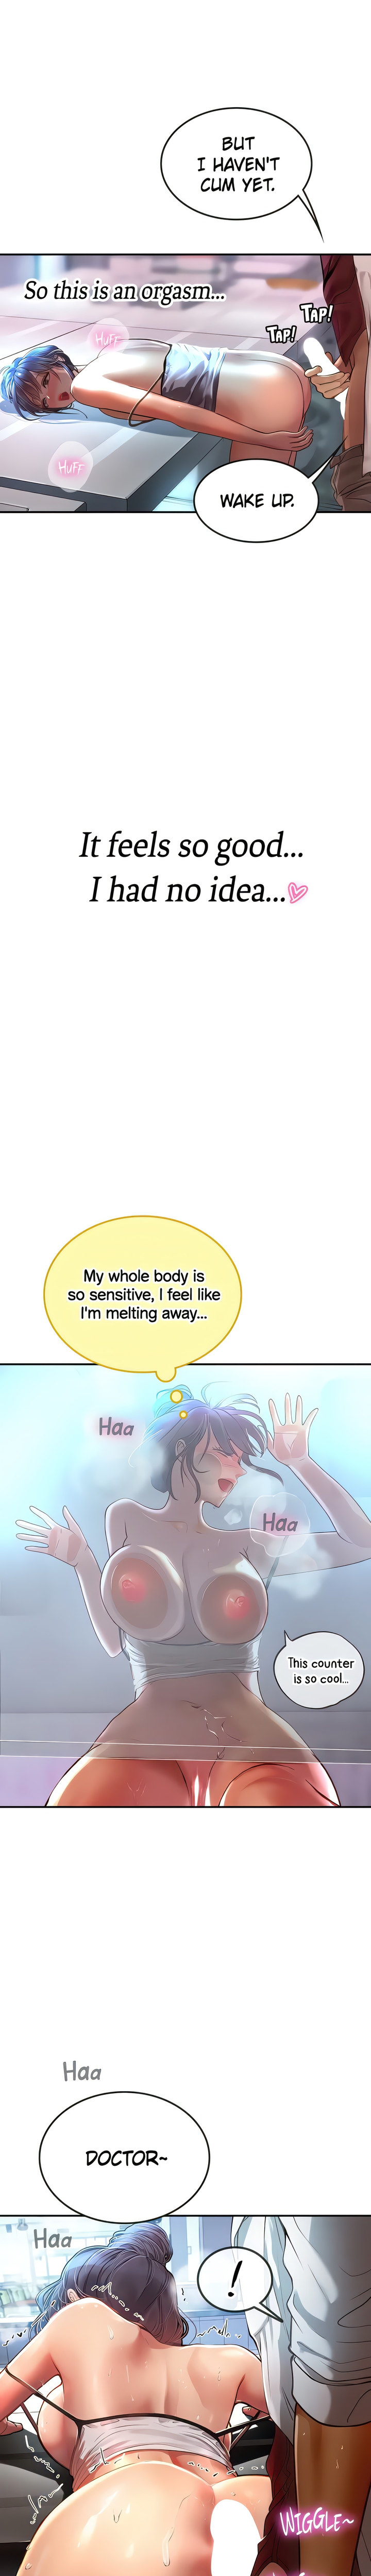 BUT
I HAVEN'T
CUM YET.
So this is an orgasm...
TAP!
TAP!
HUFF
HUFF
WAKE UP.
It feels so good...
I had no idea...
My whole body is
so sensitive, I feel like
I'm melting away...
Haa
Haa
This counter
is so cool...
Haa
DOCTOR~
Haa
!
WIGGLE~